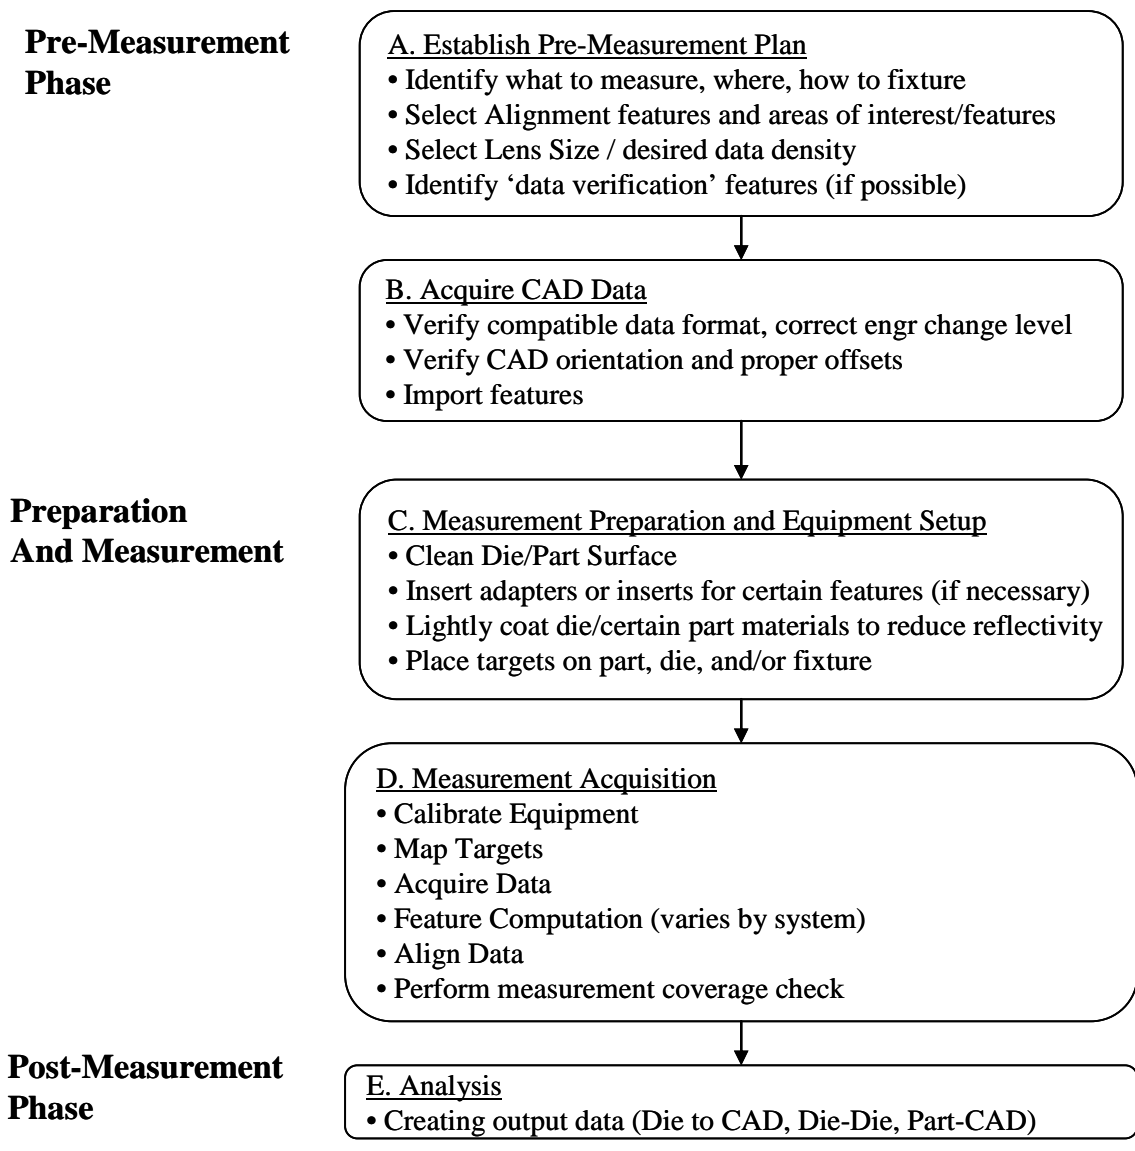 Pre-Measurement
Phase
A. Establish Pre-Measurement Plan
• Identify what to measure, where, how to fixture
• Select Alignment features and areas of interest/features
• Select Lens Size / desired data density
• Identify ‘data verification’ features (if possible)
B. Acquire CAD Data
• Verify compatible data format, correct engr change level
• Verify CAD orientation and proper offsets
• Import features
Preparation
And Measurement
C. Measurement Preparation and Equipment Setup
• Clean Die/Part Surface
• Insert adapters or inserts for certain features (if necessary)
• Lightly coat die/certain part materials to reduce reflectivity
• Place targets on part, die, and/or fixture
D. Measurement Acquisition
• Calibrate Equipment
• Map Targets
• Acquire Data
• Feature Computation (varies by system)
• Align Data
• Perform measurement coverage check
Post-Measurement
Phase
E. Analysis
• Creating output data (Die to CAD, Die-Die, Part-CAD)